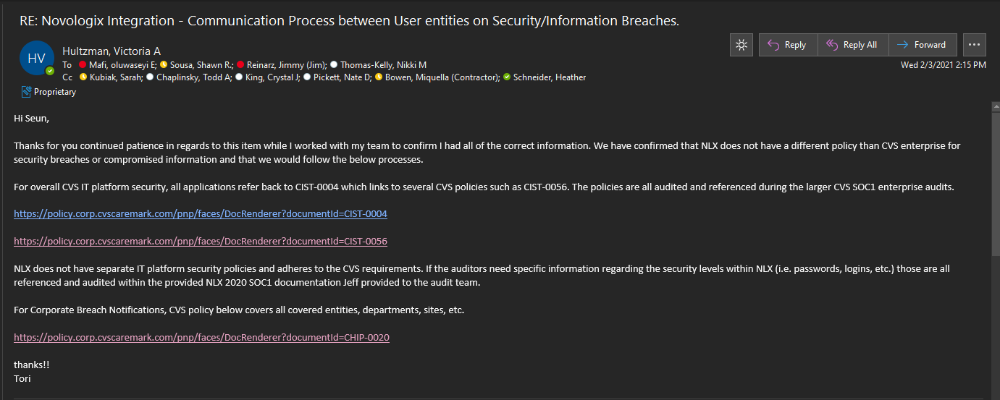 RE: Novologix Integration - Communication Process between User entities on Security/Information Breaches.
HV
Hultzman, Victoria A
Reply
Reply All
Forward
To Mafi, oluwaseyi E; Sousa, Shawn R.; Reinarz, Jimmy (Jim); Thomas-Kelly, Nikki M
Wed 2/3/2021 2:15 PM
Cc Kubiak, Sarah; Chaplinsky, Todd A; King, Crystal J; Pickett, Nate D; Bowen, Miquella (Contractor); Schneider, Heather
Proprietary
Hi Seun,
Thanks for you continued patience in regards to this item while I worked with my team to confirm I had all of the correct information. We have confirmed that NLX does not have a different policy than CVS enterprise for
security breaches or compromised information and that we would follow the below processes.
For overall CVS IT platform security, all applications refer back to CIST-0004 which links to several CVS policies such as CIST-0056. The policies are all audited and referenced during the larger CVS SOC1 enterprise audits.
https://policy.corp.cvscaremark.com/pnp/faces/DocRenderer?documentId=CIST-0004
https://policy.corp.cvscaremark.com/pnp/faces/DocRenderer?documentId=CIST-0056
NLX does not have separate IT platform security policies and adheres to the CVS requirements. If the auditors need specific information regarding the security levels within NLX (i.e. passwords, logins, etc.) those are all
referenced and audited within the provided NLX 2020 SOC1 documentation Jeff provided to the audit team.
For Corporate Breach Notifications, CVS policy below covers all covered entities, departments, sites, etc.
https://policy.corp.cvscaremark.com/pnp/faces/DocRenderer?documentId=CHIP-0020
thanks!!
Tori